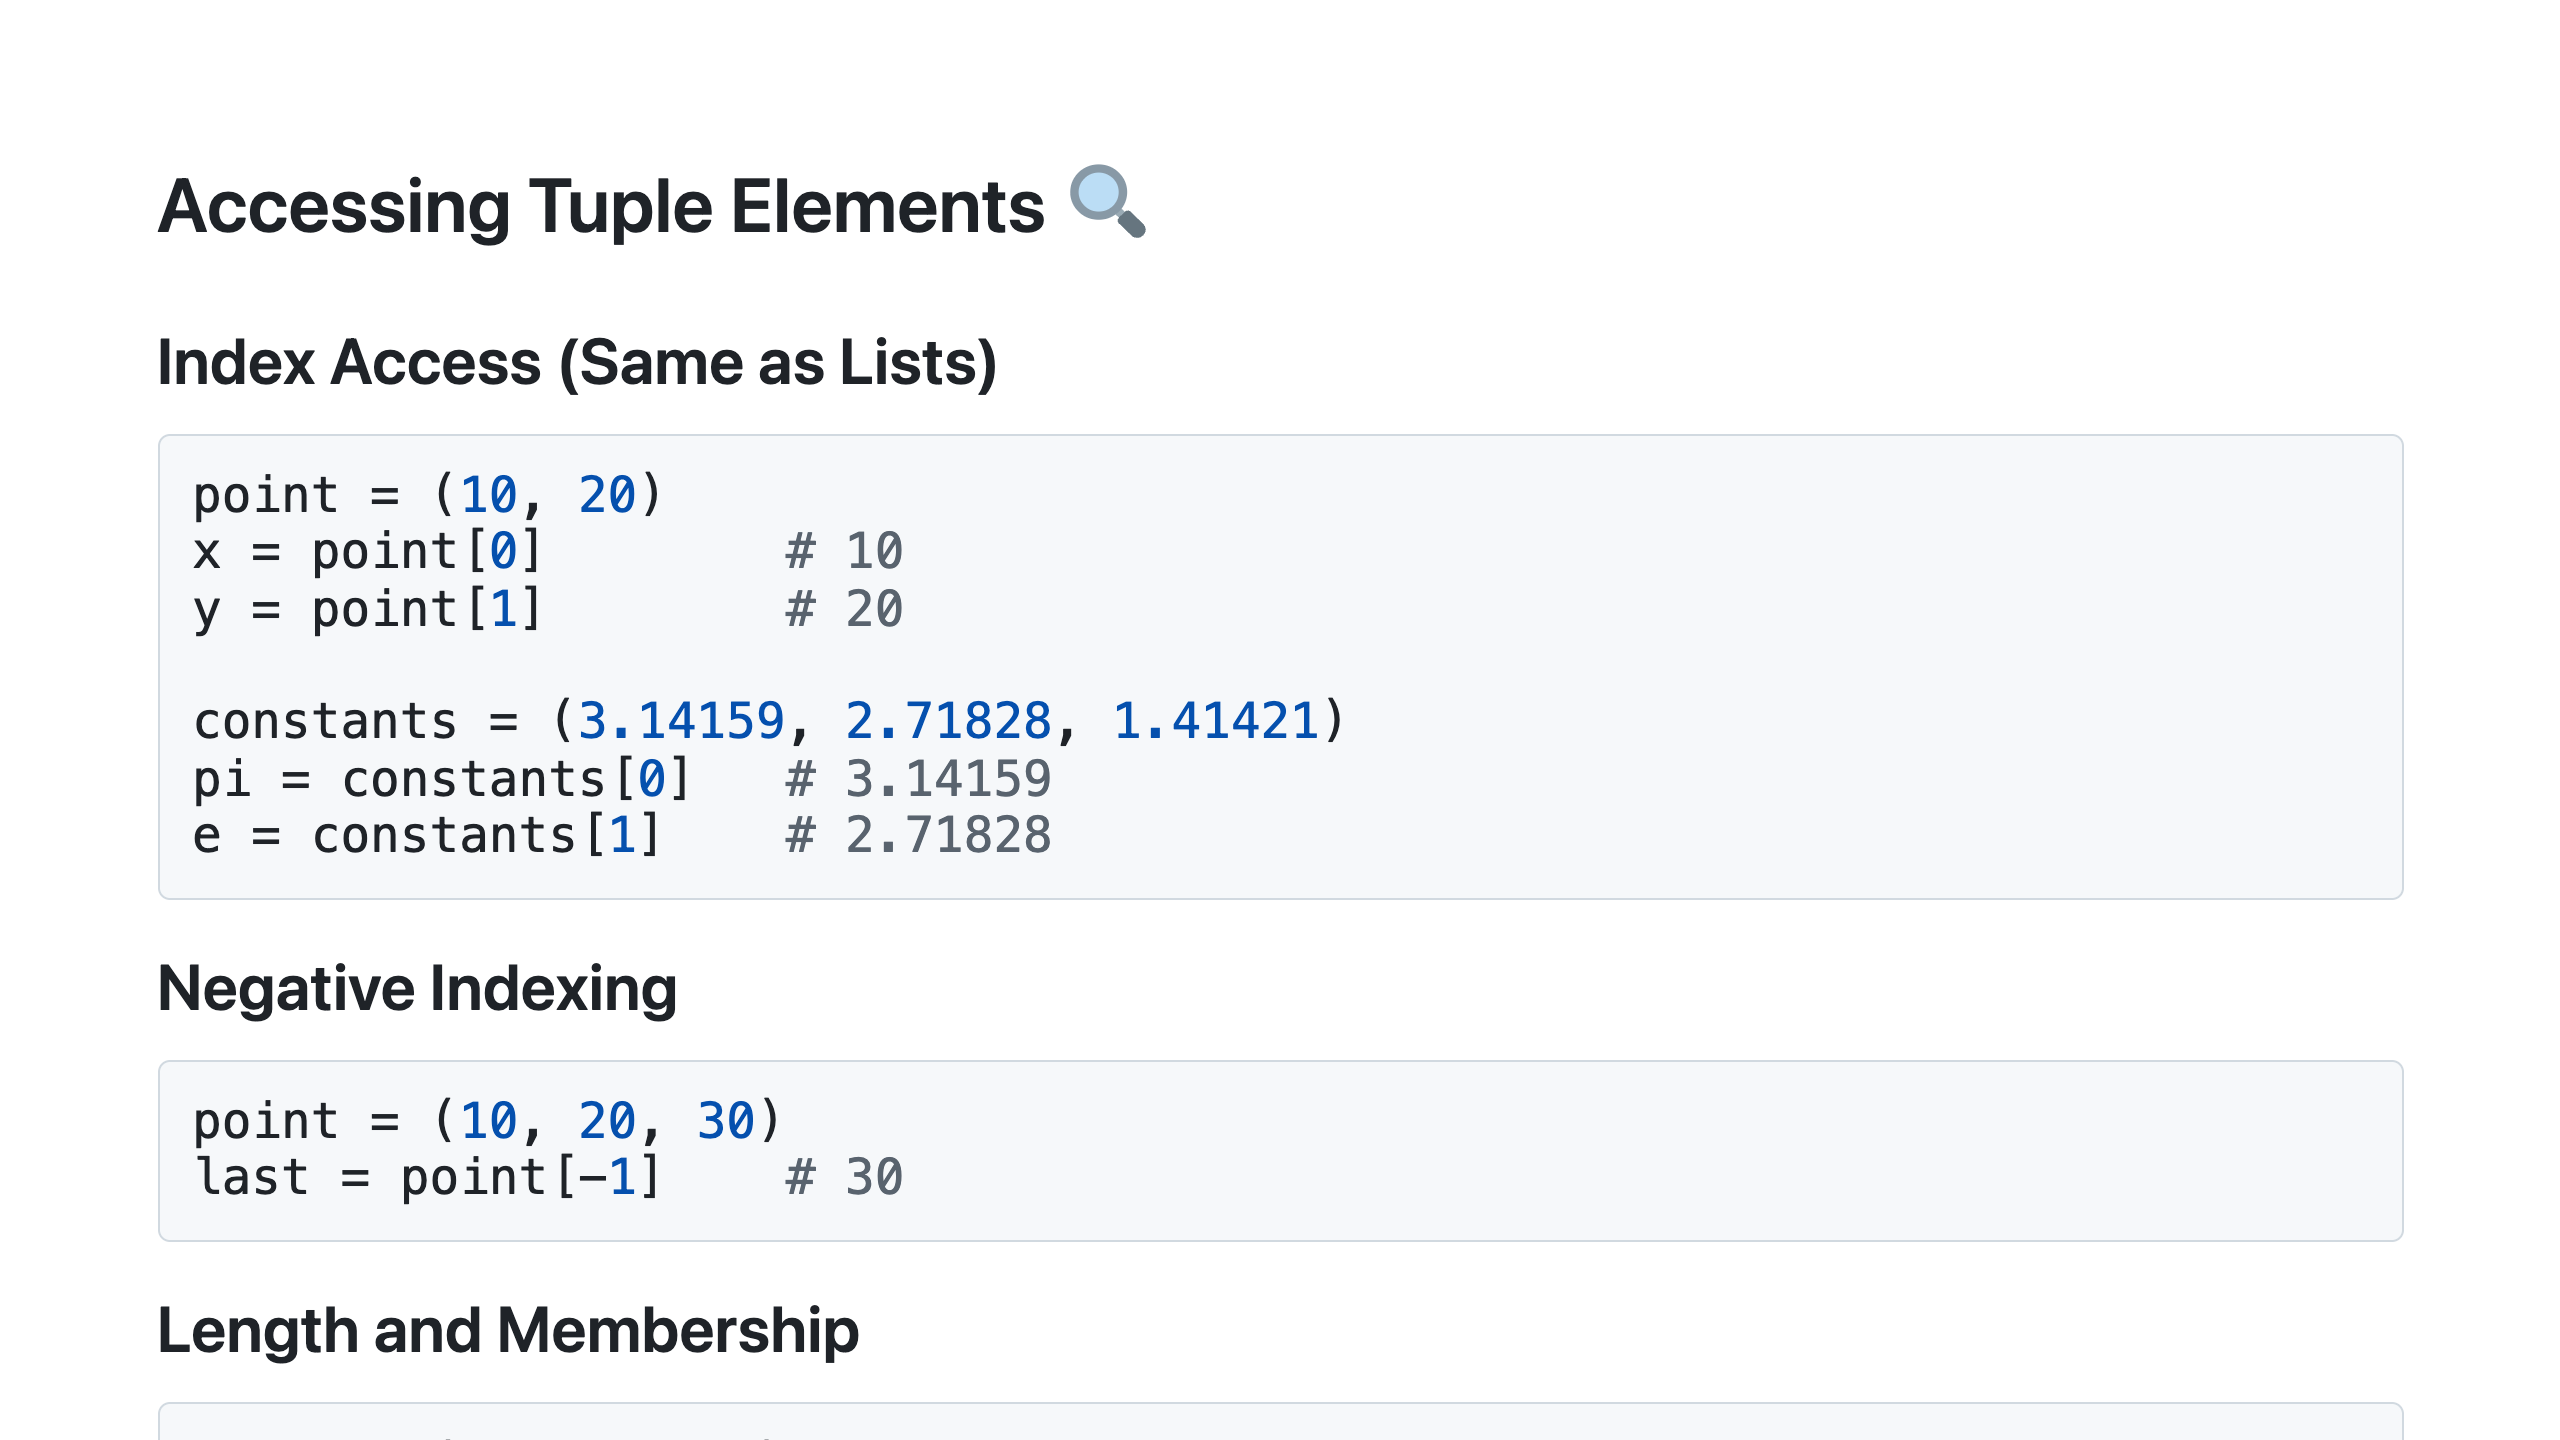 Accessing Tuple Elements 🔍
Index Access (Same as Lists)
point = (10, 20)
x = point[0]        # 10
y = point[1]        # 20
constants = (3.14159, 2.71828, 1.41421)
pi = constants[0]   # 3.14159
e = constants[1]    # 2.71828
Negative Indexing
point = (10, 20, 30)
last = point[-1]    # 30
Length and Membership